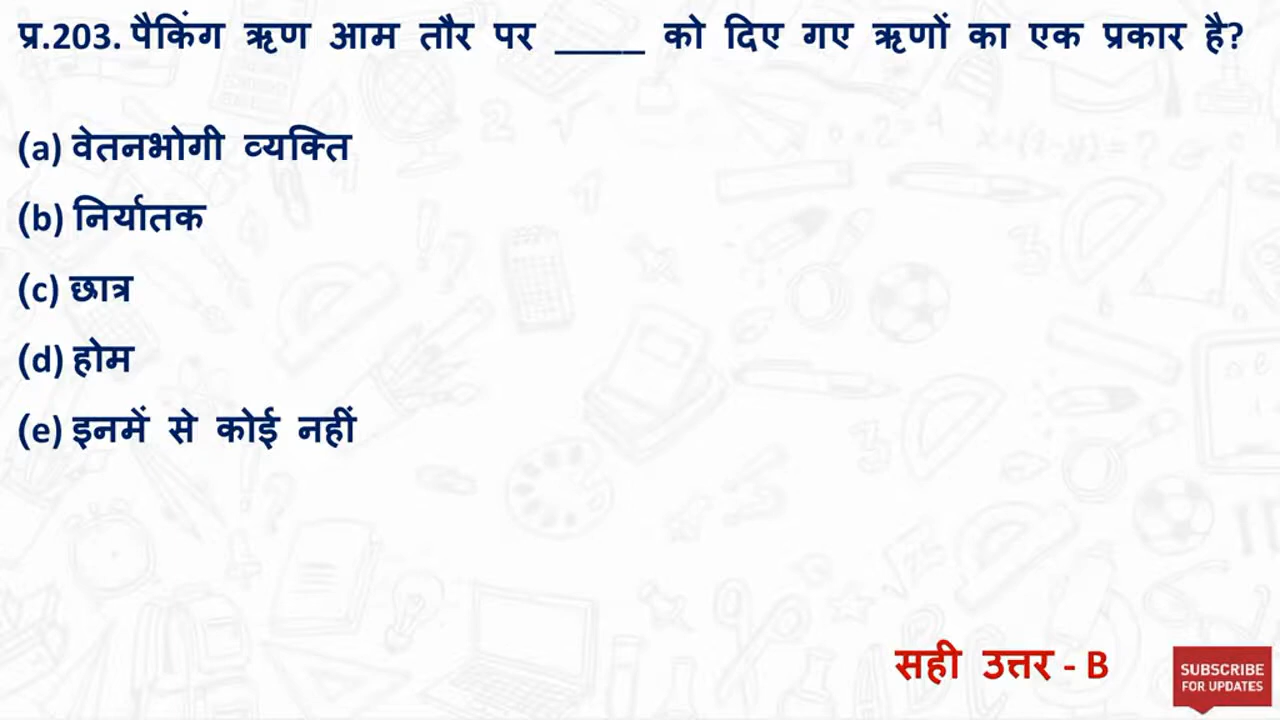 प्र.203. पैकिंग ऋण आम तौर पर _____ को दिए गए ऋणों का एक प्रकार है?
(a) वेतनभोगी व्यक्ति
(b) निर्यातक
(c) छात्र
(d) होम
(e) इनमें से कोई नहीं
सही उत्तर - B
SUBSCRIBE
FOR UPDATES